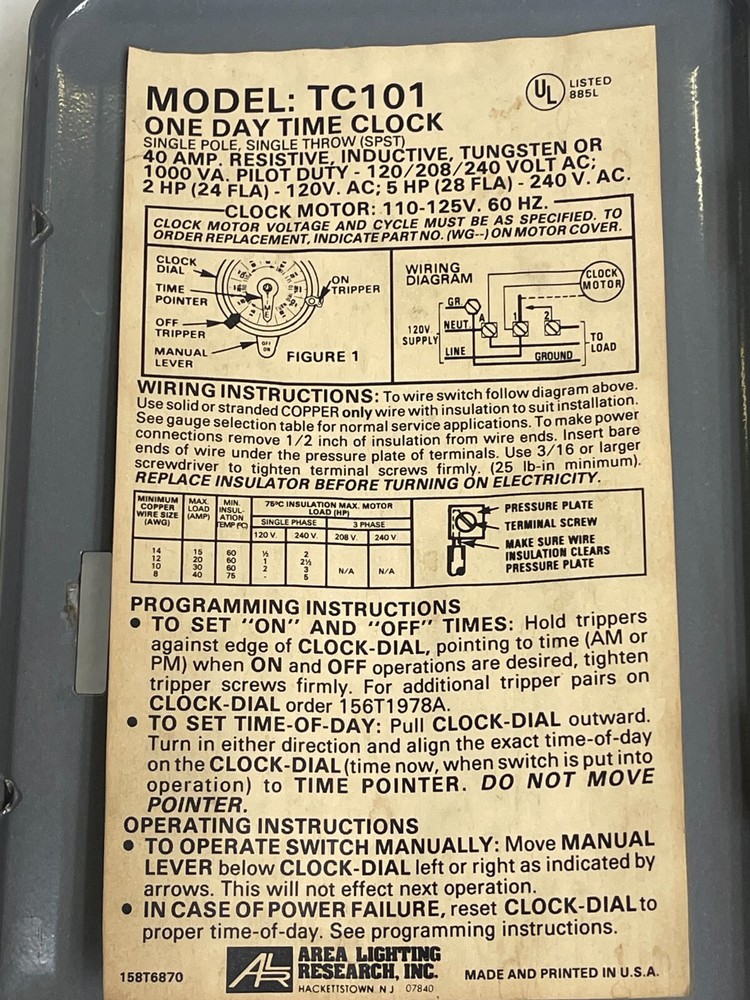 MODEL: TC101
UL LISTED
885L
ONE DAY TIME CLOCK
SINGLE POLE, SINGLE THROW (SPST)
40 AMP. RESISTIVE, INDUCTIVE, TUNGSTEN OR
1000 VA. PILOT DUTY - 120/208/240 VOLT AC;
2 HP (24 FLA) - 120V. AC; 5 HP (28 FLA) - 240 V. AC.
CLOCK MOTOR: 110-125V. 60 HZ.
CLOCK MOTOR VOLTAGE AND CYCLE MUST BE AS SPECIFIED. TO
ORDER REPLACEMENT, INDICATE PART NO. (WG--) ON MOTOR COVER.
CLOCK
DIAL
TIME
POINTER
OFF
TRIPPER
MANUAL
LEVER
ON
TRIPPER
OFF
ON
FIGURE 1
WIRING
DIAGRAM
CLOCK
MOTOR
GR
120V
SUPPLY
NEUT
A
1
2
LINE
GROUND
TO
LOAD
WIRING INSTRUCTIONS: To wire switch follow diagram above.
Use solid or stranded COPPER only wire with insulation to suit installation.
See gauge selection table for normal service applications. To make power
connections remove 1/2 inch of insulation from wire ends. Insert bare
ends of wire under the pressure plate of terminals. Use 3/16 or larger
screwdriver to tighten terminal screws firmly. (25 lb-in minimum).
REPLACE INSULATOR BEFORE TURNING ON ELECTRICITY.
MINIMUM COPPER WIRE SIZE (AWG) MAX. LOAD (AMP) MIN. INSUL-ATION TEMP (°C) 75°C INSULATION MAX. MOTOR LOAD (HP)
SINGLE PHASE 3 PHASE
120 V. 240 V. 208 V. 240 V
14 15 60 ½ 2
12 20 60 1 2½
10 30 60 2 3 N/A N/A
8 40 75 - 5
PRESSURE PLATE
TERMINAL SCREW
MAKE SURE WIRE
INSULATION CLEARS
PRESSURE PLATE
PROGRAMMING INSTRUCTIONS
• TO SET "ON" AND "OFF" TIMES: Hold trippers
against edge of CLOCK-DIAL, pointing to time (AM or
PM) when ON and OFF operations are desired, tighten
tripper screws firmly. For additional tripper pairs on
CLOCK-DIAL order 156T1978A.
• TO SET TIME-OF-DAY: Pull CLOCK-DIAL outward.
Turn in either direction and align the exact time-of-day
on the CLOCK-DIAL (time now, when switch is put into
operation) to TIME POINTER. DO NOT MOVE
POINTER.
OPERATING INSTRUCTIONS
• TO OPERATE SWITCH MANUALLY: Move MANUAL
LEVER below CLOCK-DIAL left or right as indicated by
arrows. This will not effect next operation.
• IN CASE OF POWER FAILURE, reset CLOCK-DIAL to
proper time-of-day. See programming instructions.
158T6870
ALR
AREA LIGHTING
RESEARCH, INC.
HACKETTSTOWN N J 07840
MADE AND PRINTED IN U.S.A.